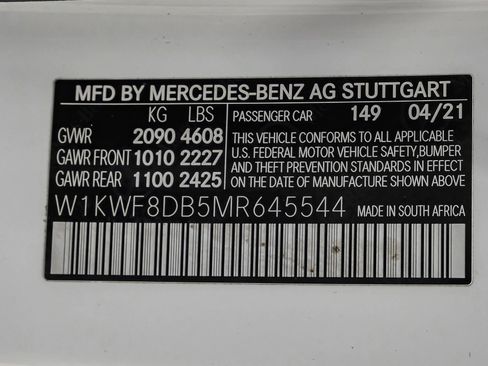 MFD BY MERCEDES-BENZ AG STUTTGART
KG LBS PASSENGER CAR 149 04/21
GVWR 2090 4608 THIS VEHICLE CONFORMS TO ALL APPLICABLE
GAWR FRONT 1010 2227 U.S. FEDERAL MOTOR VEHICLE SAFETY, BUMPER
AND THEFT PREVENTION STANDARDS IN EFFECT
GAWR REAR 1100 2425 ON THE DATE OF MANUFACTURE SHOWN ABOVE.
W1KWF8DB5MR645544 MADE IN SOUTH AFRICA